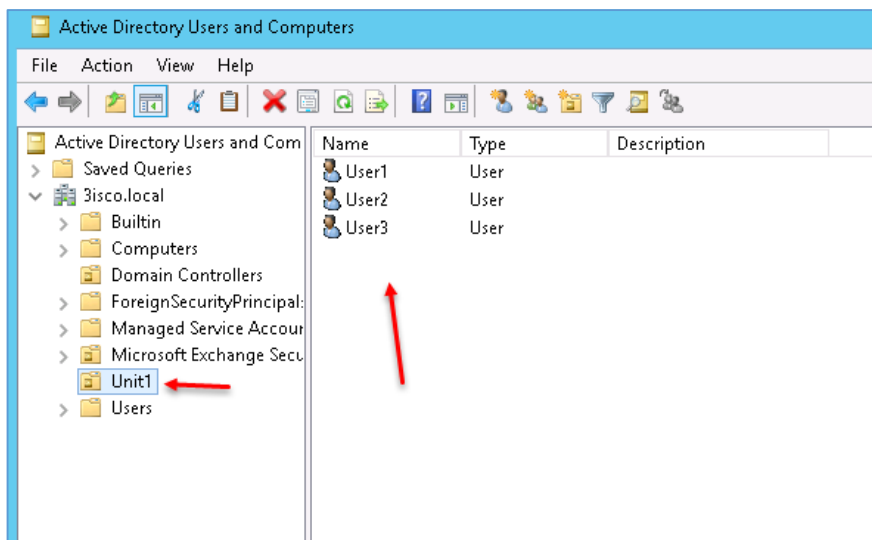 Active Directory Users and Computers
File Action View Help
Active Directory Users and Com
Saved Queries
3isco.local
Builtin
Computers
Domain Controllers
ForeignSecurityPrincipal:
Managed Service Accour
Microsoft Exchange Secu
Unit1
Users
Name Type Description
User1 User
User2 User
User3 User